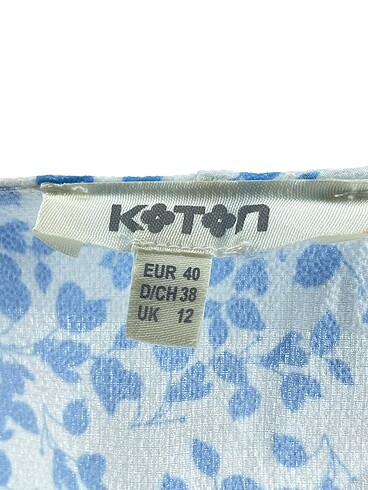 KOTON
EUR 40
D/CH 38
UK 12